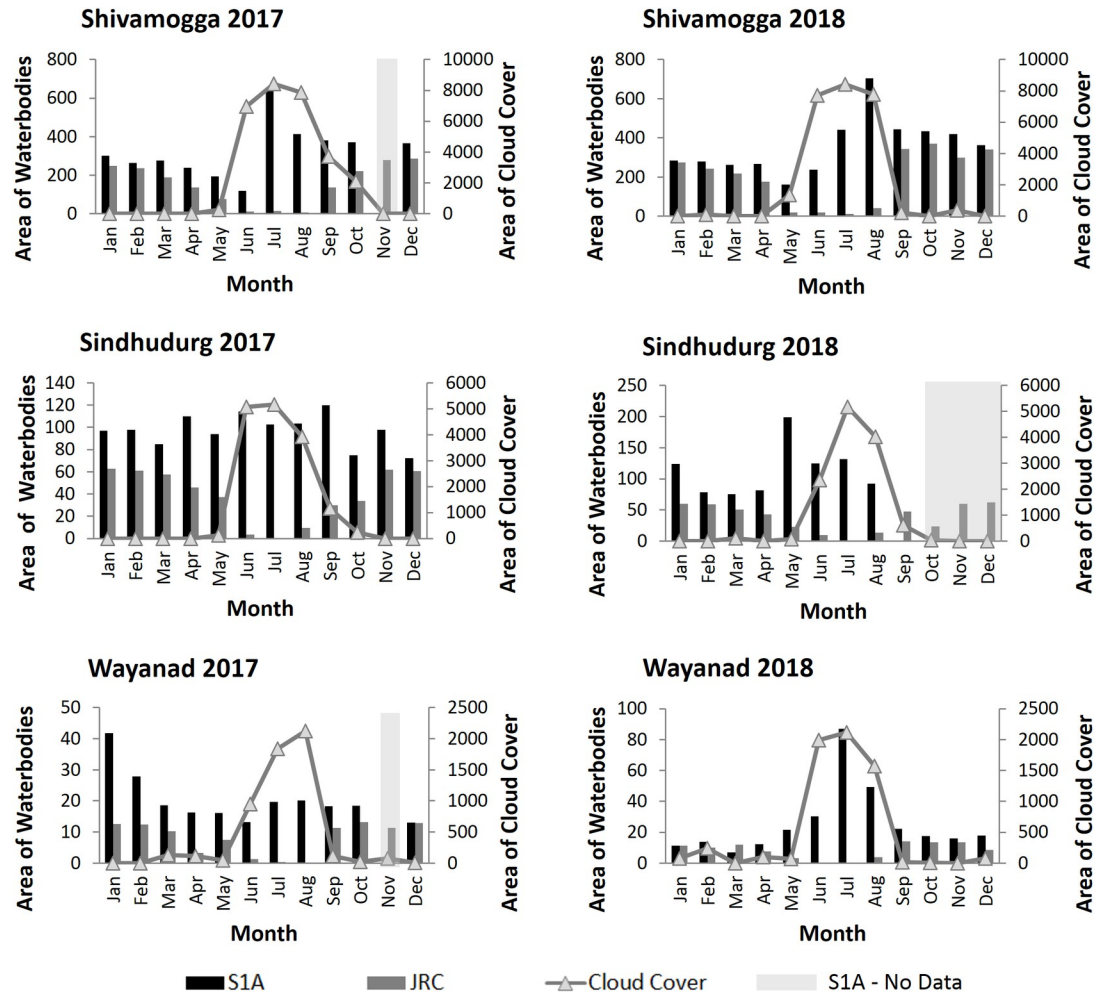 Shivamogga 2017
Area of Waterbodies
800
600
400
200
0
10000
8000
6000
4000
2000
0
Area of Cloud Cover
Jan Feb Mar Apr May Jun Jul Aug Sep Oct Nov Dec
Month
Shivamogga 2018
Area of Waterbodies
800
600
400
200
0
10000
8000
6000
4000
2000
0
Area of Cloud Cover
Jan Feb Mar Apr May Jun Jul Aug Sep Oct Nov Dec
Month
Sindhudurg 2017
Area of Waterbodies
140
120
100
80
60
40
20
0
6000
5000
4000
3000
2000
1000
0
Area of Cloud Cover
Jan Feb Mar Apr May Jun Jul Aug Sep Oct Nov Dec
Month
Sindhudurg 2018
Area of Waterbodies
250
200
150
100
50
0
6000
5000
4000
3000
2000
1000
0
Area of Cloud Cover
Jan Feb Mar Apr May Jun Jul Aug Sep Oct Nov Dec
Month
Wayanad 2017
Area of Waterbodies
50
40
30
20
10
0
2500
2000
1500
1000
500
0
Area of Cloud Cover
Jan Feb Mar Apr May Jun Jul Aug Sep Oct Nov Dec
Month
Wayanad 2018
Area of Waterbodies
100
80
60
40
20
0
2500
2000
1500
1000
500
0
Area of Cloud Cover
Jan Feb Mar Apr May Jun Jul Aug Sep Oct Nov Dec
Month
S1A JRC Cloud Cover S1A - No Data